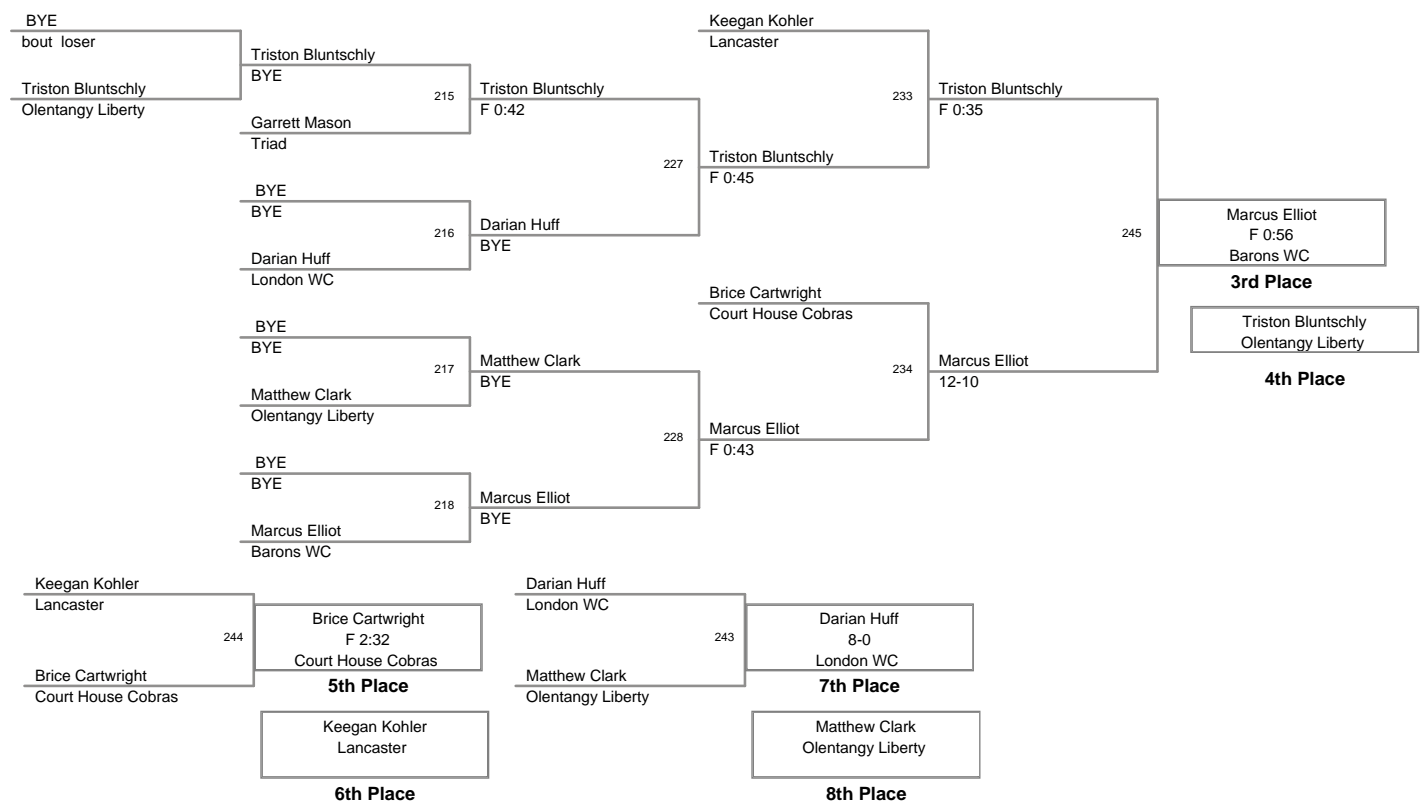 BYE
bout loser
Triston Bluntschly
Olentangy Liberty
Triston Bluntschly
BYE
215
Garrett Mason
Triad
Triston Bluntschly
F 0:42
BYE
BYE
216
Darian Huff
London WC
Darian Huff
BYE
227
Triston Bluntschly
F 0:45
Keegan Kohler
Lancaster
233
Triston Bluntschly
F 0:35
BYE
BYE
217
Matthew Clark
Olentangy Liberty
Matthew Clark
BYE
BYE
BYE
218
Marcus Elliot
Barons WC
Marcus Elliot
BYE
228
Marcus Elliot
F 0:43
Brice Cartwright
Court House Cobras
234
Marcus Elliot
12-10
245
Marcus Elliot
F 0:56
Barons WC
3rd Place
Triston Bluntschly
Olentangy Liberty
4th Place
Keegan Kohler
Lancaster
244
Brice Cartwright
Court House Cobras
Brice Cartwright
F 2:32
Court House Cobras
5th Place
Keegan Kohler
Lancaster
6th Place
Darian Huff
London WC
243
Matthew Clark
Olentangy Liberty
Darian Huff
8-0
London WC
7th Place
Matthew Clark
Olentangy Liberty
8th Place